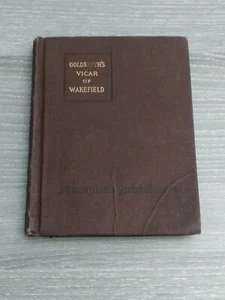 GOLDSMITH'S
VICAR
OF
WAKEFIELD